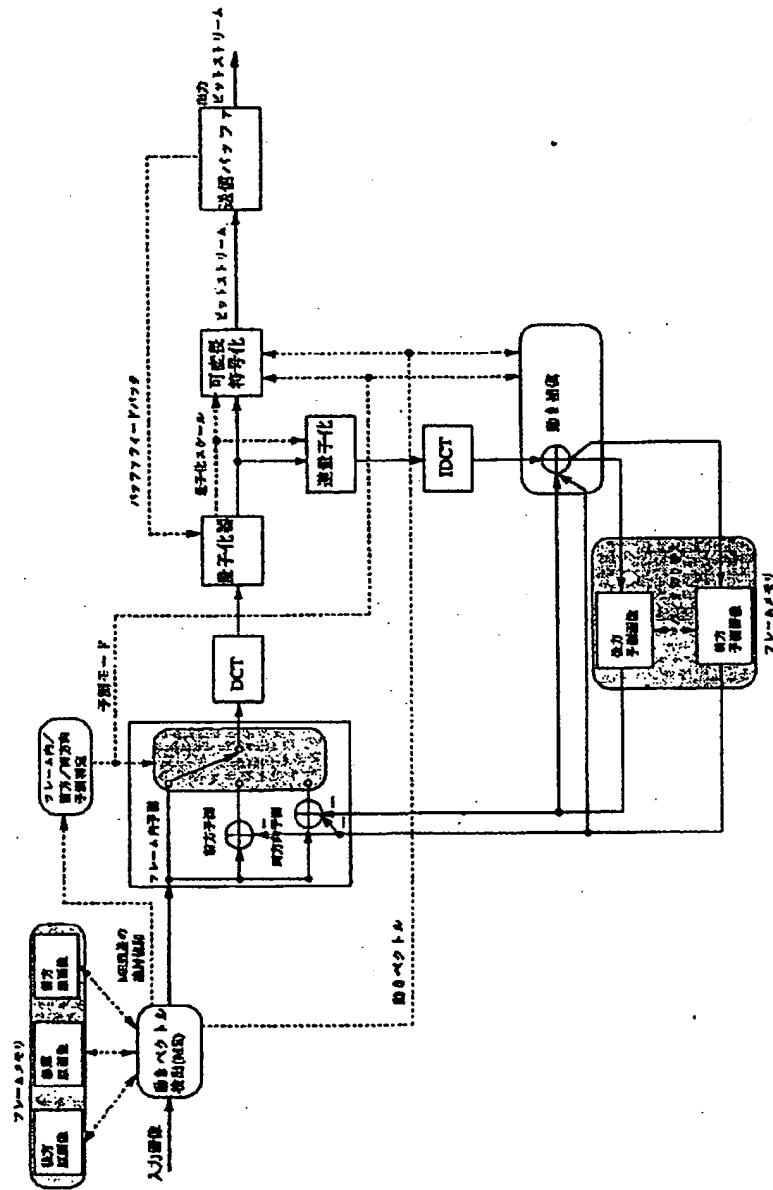 フレームメモリ
後方
原画像
参照
原画像
前方
原画像
入力画像
動きベクトル
検出(ME)
ME残差の
絶対値和
フレーム内/
前方/両方向
予測判定
予測モード
フレーム内予測
前方予測
両方向予測
DCT
量子化器
バッファフィードバック
量子化スケール
可変長
符号化
ビットストリーム
送信バッファ
出力
ビットストリーム
逆量子化
IDCT
動き補償
動きベクトル
後方
予測画像
前方
予測画像
フレームメモリ